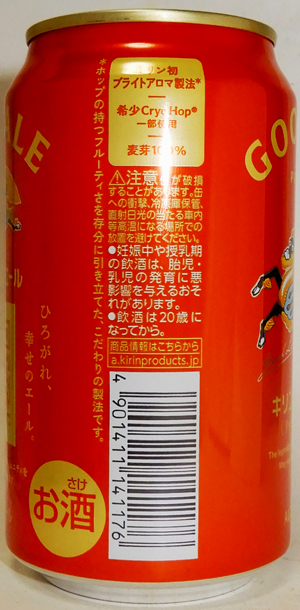 リン初
ブライトアロマ製法*
希少Cryo Hop®
一部使用
麦芽100%
*ホップの持つフルーティさを存分に引き立てた、こだわりの製法です。
⚠注意
が破損
することがあります。缶
への衝撃、冷凍庫保管、
直射日光の当たる車内
等高温になる場所での
放置を避けてください。
●妊娠中や授乳期
の飲酒は、胎児・
乳児の発育に悪
影響を与えるおそ
れがあります。
●飲酒は20歳に
なってから。
商品情報はこちらから
a.kirinproducts.jp
4 901411 141176
ひろがれ、
幸せのエール。
さけ
お酒
LE
GOO
ール
キリン